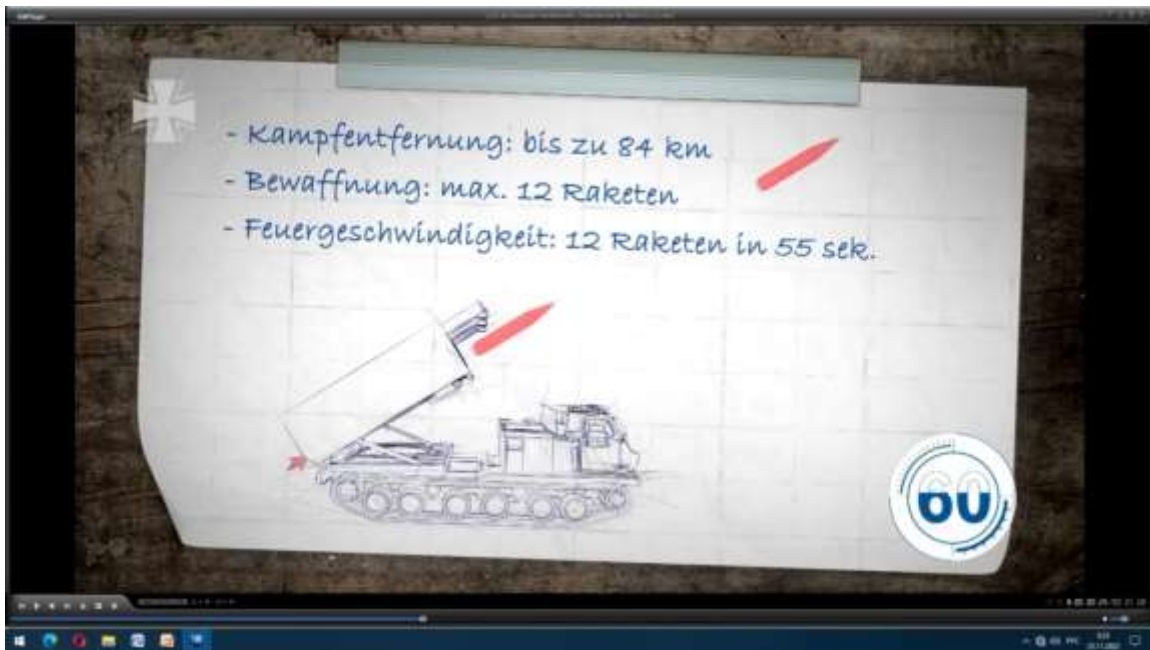 - Kampfentfernung: bis zu 84 km
- Bewaffnung: max. 12 Raketen
- Feuergeschwindigkeit: 12 Raketen in 55 sek.
60